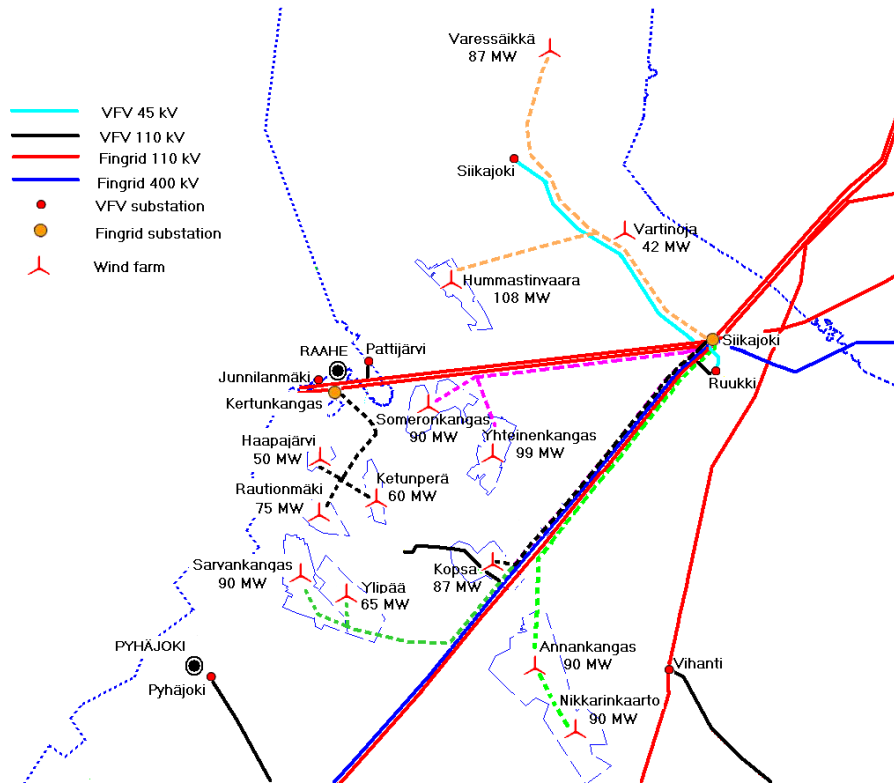 Varessäikkä
87 MW
VFV 45 kV
VFV 110 kV
Fingrid 110 kV
Fingrid 400 kV
VFV substation
Fingrid substation
Wind farm
Siikajoki
Vartinoja
42 MW
Hummastinvaara
108 MW
Siikajoki
RAAHE
Pattijärvi
Junnilanmäki
Ruukki
Kertunkangas
Someronkangas
90 MW
Haapajärvi
50 MW
Yhteinenkangas
99 MW
Ketunperä
60 MW
Rautionmäki
75 MW
Sarvankangas
90 MW
Kopsa
87 MW
Ylipää
65 MW
PYHÄJOKI
Pyhäjoki
Annankangas
90 MW
Vihanti
Nikkarinkaarto
90 MW